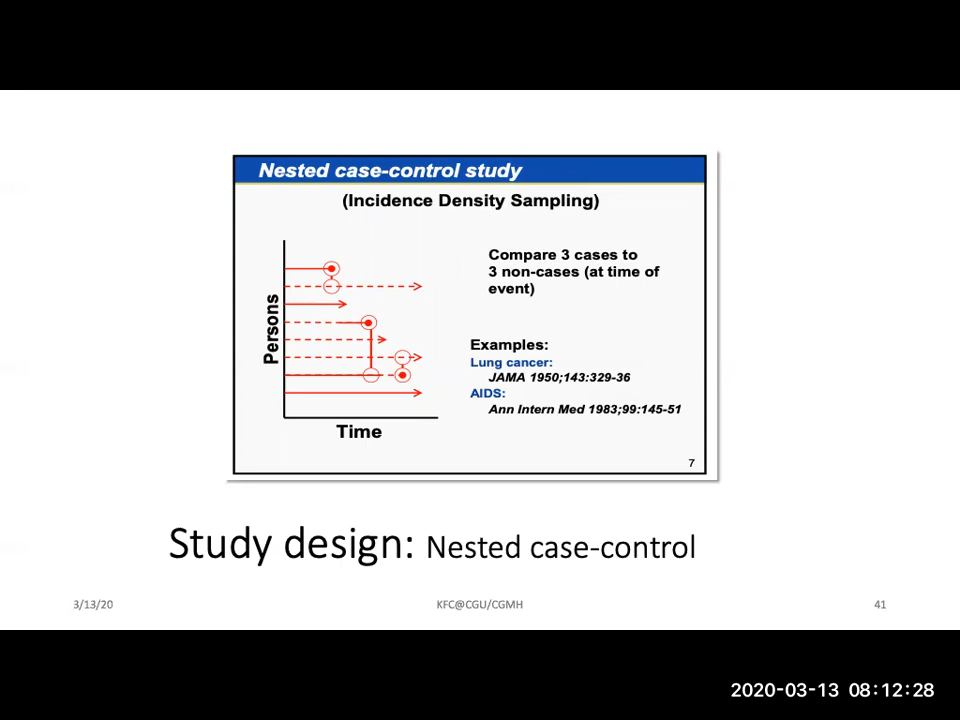 Nested case-control study
(Incidence Density Sampling)
Compare 3 cases to
3 non-cases (at time of
event)
Persons
Examples:
Lung cancer:
JAMA 1950;143:329-36
AIDS:
Ann Intern Med 1983;99:145-51
Time
7
Study design: Nested case-control
3/13/20
KFC@CGU/CGMH
41
2020-03-13 08:12:28